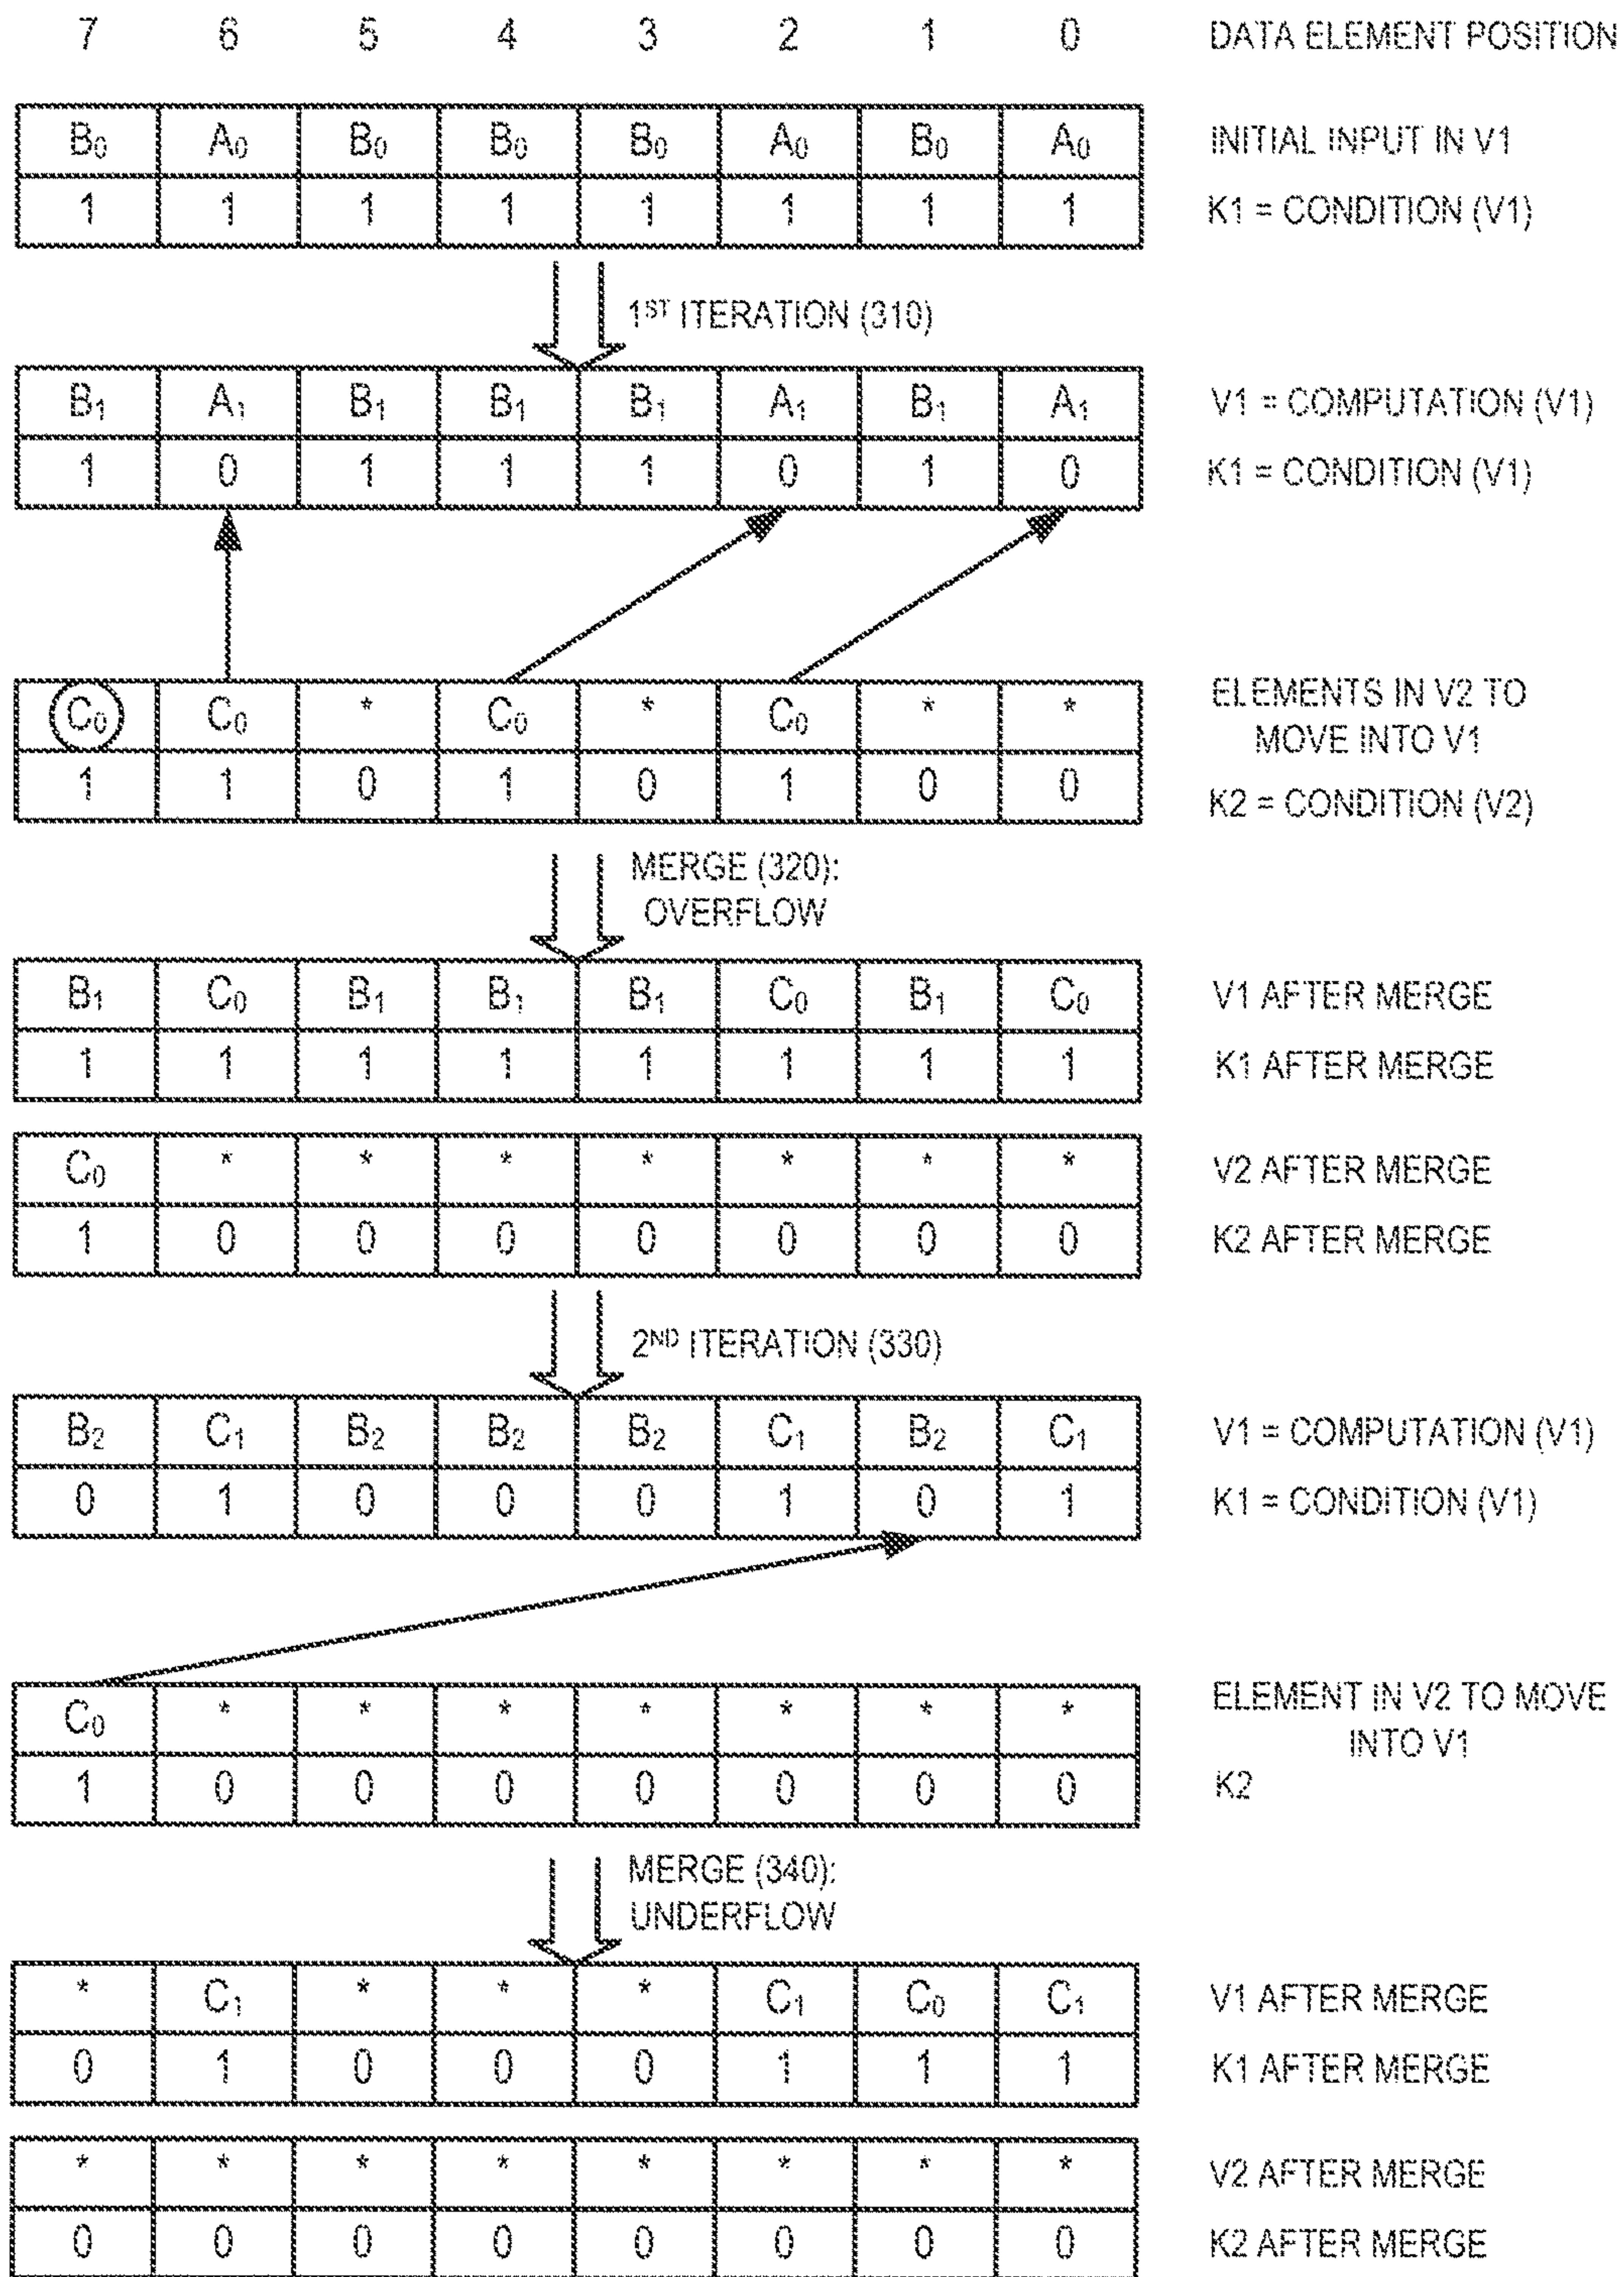 7 6 5 4 3 2 1 0 DATA ELEMENT POSITION
B₀ A₀ B₀ B₀ B₀ A₀ B₀ A₀ INITIAL INPUT IN V1
1 1 1 1 1 1 1 1 K1 = CONDITION (V1)
1ST ITERATION (310)
B₁ A₁ B₁ B₁ B₁ A₁ B₁ A₁ V1 = COMPUTATION (V1)
1 0 1 1 1 0 1 0 K1 = CONDITION (V1)
C₀ C₀ * C₀ * C₀ * * ELEMENTS IN V2 TO
MOVE INTO V1
1 1 0 1 0 1 0 0 K2 = CONDITION (V2)
MERGE (320):
OVERFLOW
B₁ C₀ B₁ B₁ B₁ C₀ B₁ C₀ V1 AFTER MERGE
1 1 1 1 1 1 1 1 K1 AFTER MERGE
C₀ * * * * * * * V2 AFTER MERGE
1 0 0 0 0 0 0 0 K2 AFTER MERGE
2ND ITERATION (330)
B₂ C₁ B₂ B₂ B₂ C₁ B₂ C₁ V1 = COMPUTATION (V1)
0 1 0 0 0 1 0 1 K1 = CONDITION (V1)
C₀ * * * * * * * ELEMENT IN V2 TO MOVE
INTO V1
1 0 0 0 0 0 0 0 K2
MERGE (340):
UNDERFLOW
* C₁ * * * C₁ C₀ C₁ V1 AFTER MERGE
0 1 0 0 0 1 1 1 K1 AFTER MERGE
* * * * * * * * V2 AFTER MERGE
0 0 0 0 0 0 0 0 K2 AFTER MERGE